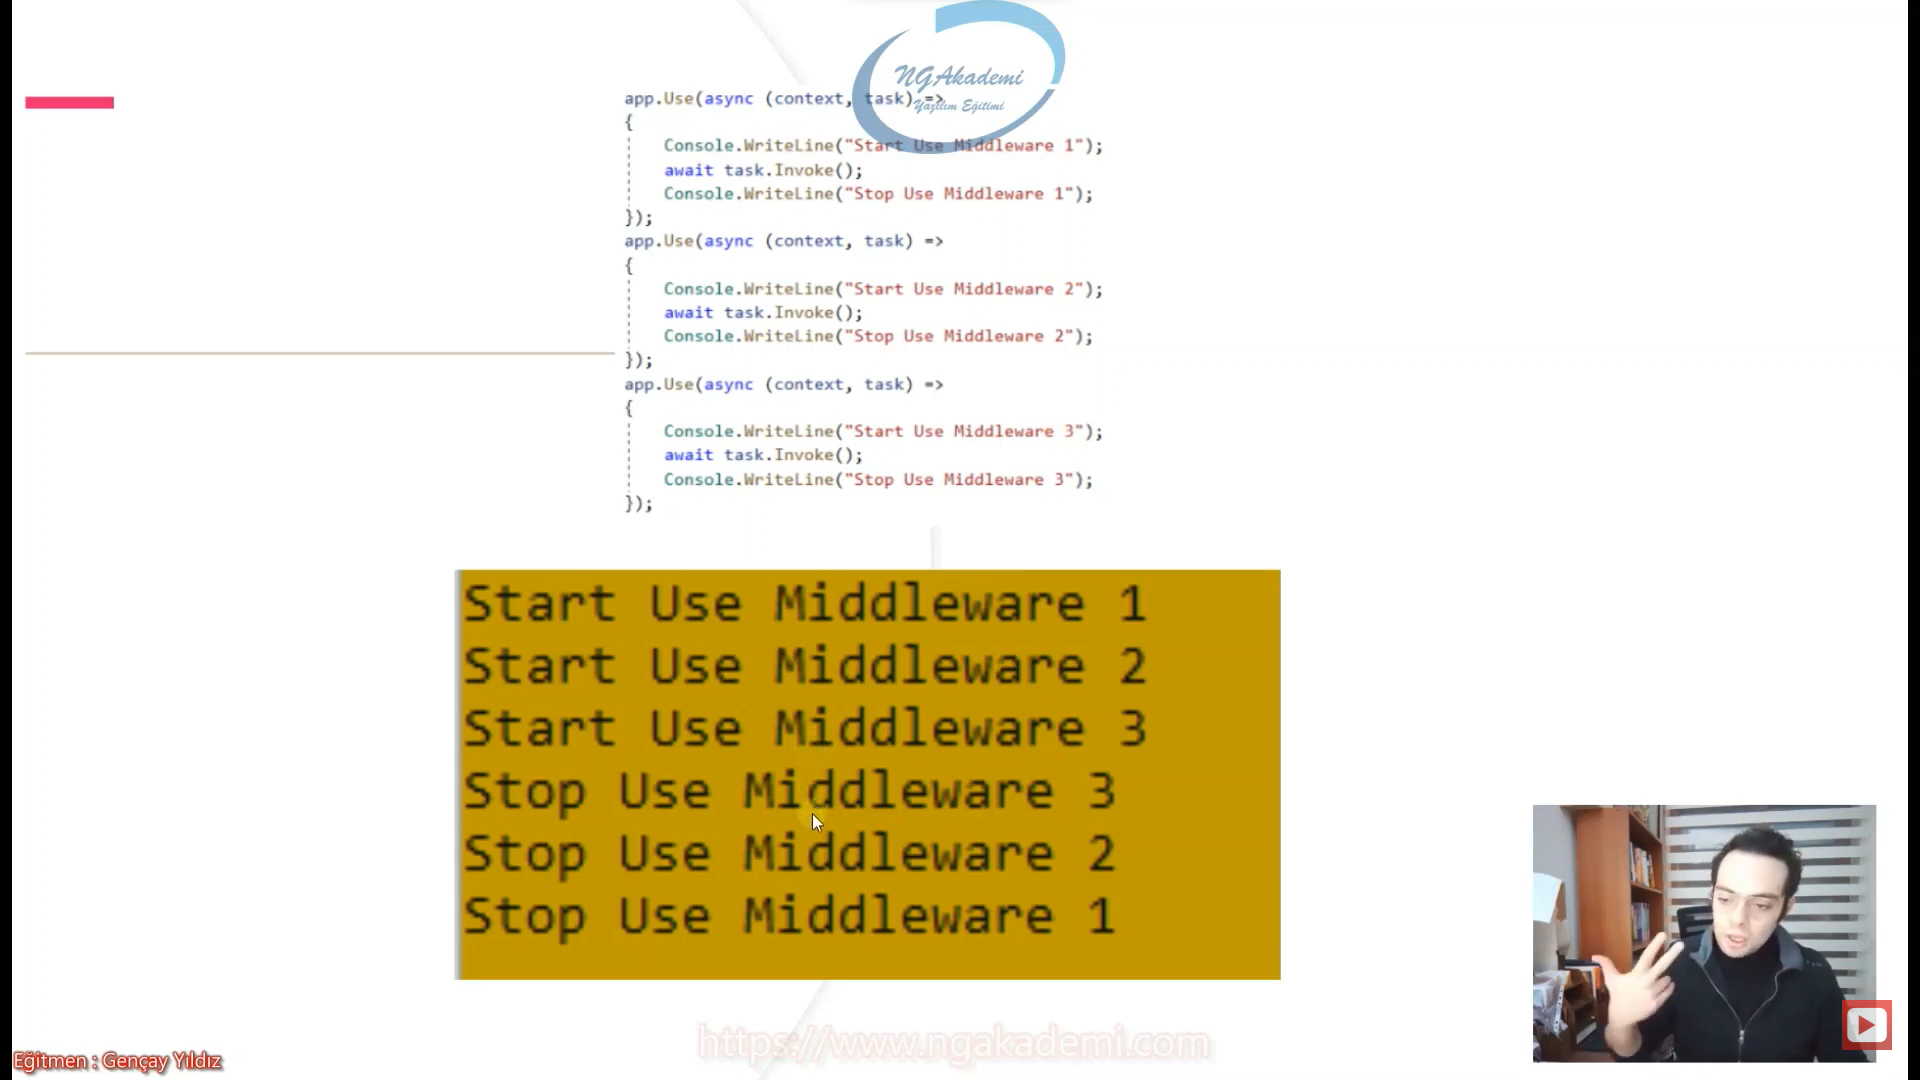 NGAkademi
Yazılım Eğitimi
app.Use(async (context, task) =>
{
Console.WriteLine("Start Use Middleware 1");
await task.Invoke();
Console.WriteLine("Stop Use Middleware 1");
});
app.Use(async (context, task) =>
{
Console.WriteLine("Start Use Middleware 2");
await task.Invoke();
Console.WriteLine("Stop Use Middleware 2");
});
app.Use(async (context, task) =>
{
Console.WriteLine("Start Use Middleware 3");
await task.Invoke();
Console.WriteLine("Stop Use Middleware 3");
});
Start Use Middleware 1
Start Use Middleware 2
Start Use Middleware 3
Stop Use Middleware 3
Stop Use Middleware 2
Stop Use Middleware 1
https://www.ngakademi.com
Eğitmen : Gençay Yıldız